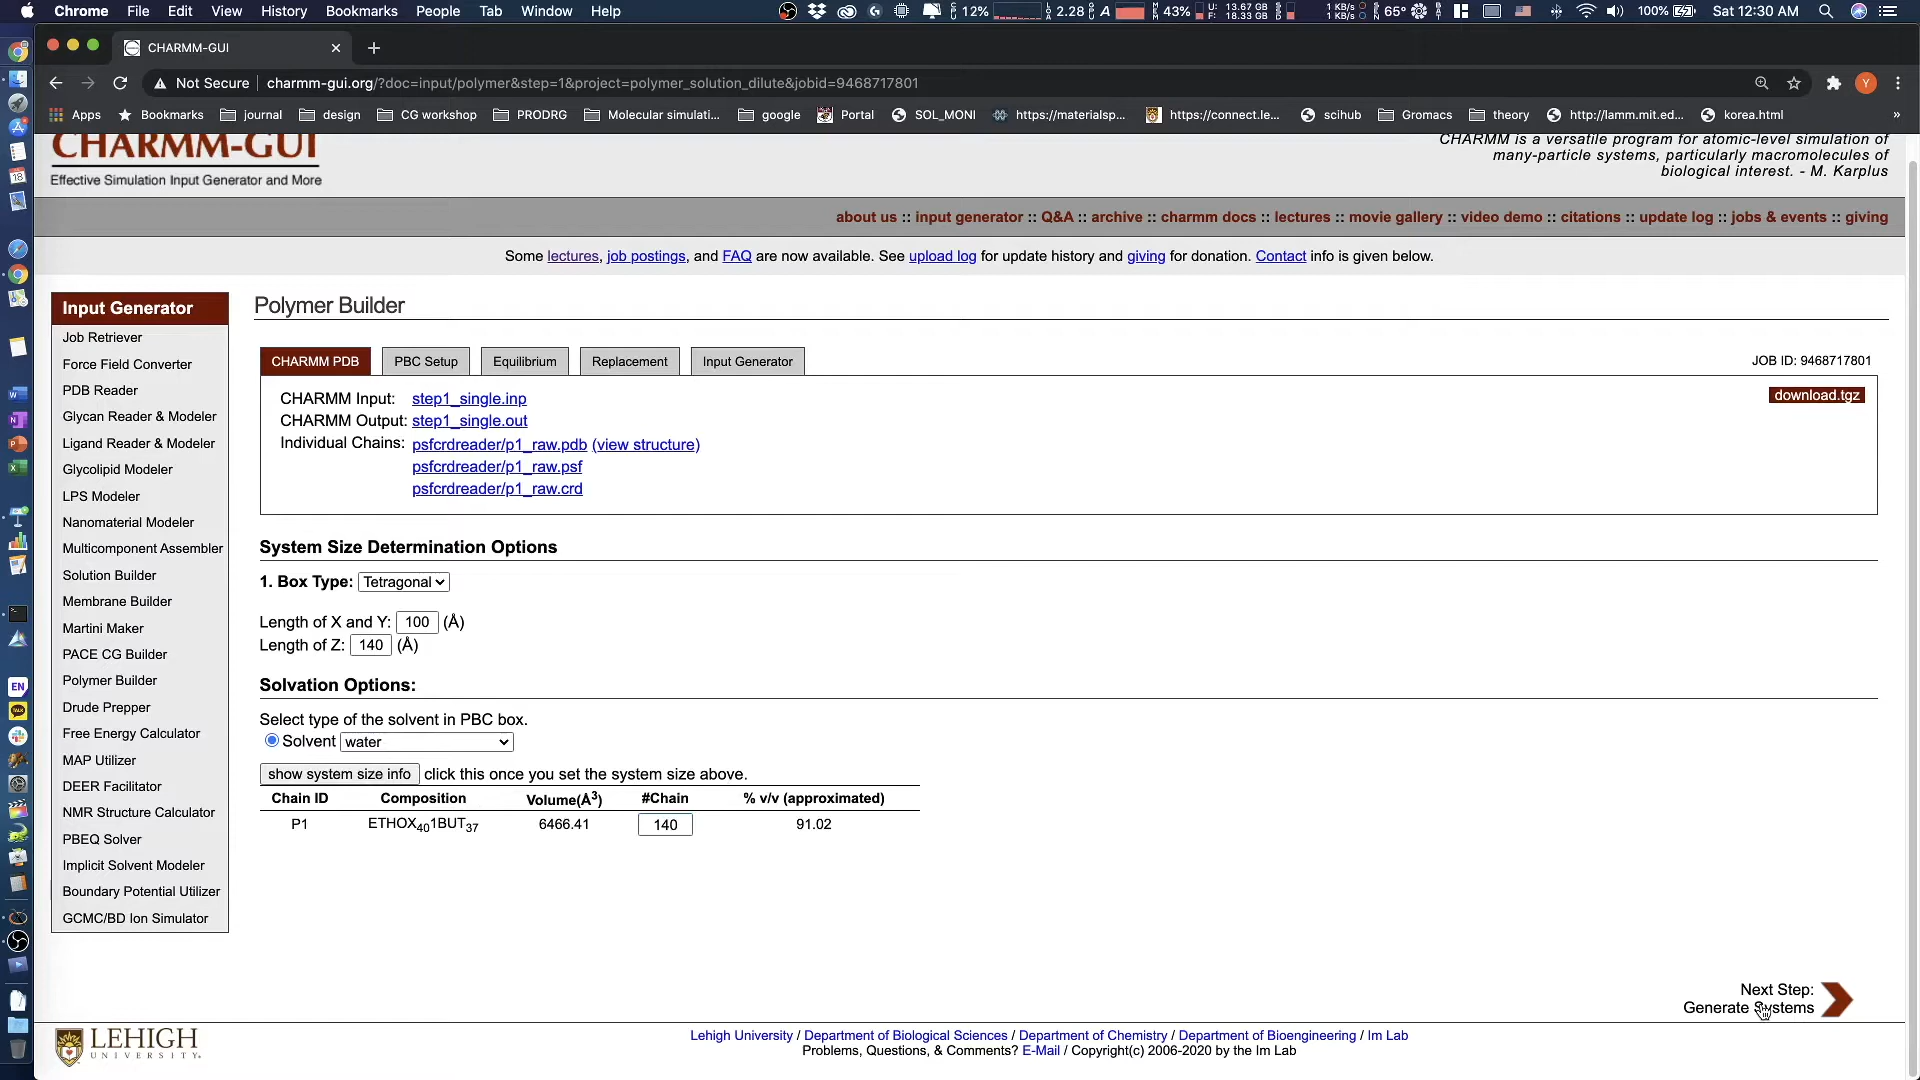 Chrome File Edit View History Bookmarks People Tab Window Help 12% 2.28 43% U: 13.67 GB F: 18.33 GB 1 KB/s 1 KB/s 65° 100% Sat 12:30 AM
CHARMM-GUI
Not Secure charmm-gui.org/?doc=input/polymer&step=1&project=polymer_solution_dilute&jobid=9468717801 Y
Apps Bookmarks journal design CG workshop PRODRG Molecular simulati... google Portal SOL_MONI https://materialsp... https://connect.le... scihub Gromacs theory http://lamm.mit.ed... korea.html »
CHARMM-GUI
Effective Simulation Input Generator and More
CHARMM is a versatile program for atomic-level simulation of
many-particle systems, particularly macromolecules of
biological interest. - M. Karplus
about us :: input generator :: Q&A :: archive :: charmm docs :: lectures :: movie gallery :: video demo :: citations :: update log :: jobs & events :: giving
Some lectures, job postings, and FAQ are now available. See upload log for update history and giving for donation. Contact info is given below.
Input Generator
Job Retriever
Force Field Converter
PDB Reader
Glycan Reader & Modeler
Ligand Reader & Modeler
Glycolipid Modeler
LPS Modeler
Nanomaterial Modeler
Multicomponent Assembler
Solution Builder
Membrane Builder
Martini Maker
PACE CG Builder
Polymer Builder
Drude Prepper
Free Energy Calculator
MAP Utilizer
DEER Facilitator
NMR Structure Calculator
PBEQ Solver
Implicit Solvent Modeler
Boundary Potential Utilizer
GCMC/BD Ion Simulator
Polymer Builder
CHARMM PDB PBC Setup Equilibrium Replacement Input Generator JOB ID: 9468717801
download.tgz
CHARMM Input: step1_single.inp
CHARMM Output: step1_single.out
Individual Chains: psfcrdreader/p1_raw.pdb (view structure)
psfcrdreader/p1_raw.psf
psfcrdreader/p1_raw.crd
System Size Determination Options
1. Box Type: Tetragonal
Length of X and Y: 100 (Å)
Length of Z: 140 (Å)
Solvation Options:
Select type of the solvent in PBC box.
Solvent water
show system size info click this once you set the system size above.
Chain ID Composition Volume(Å3) #Chain % v/v (approximated)
P1 ETHOX401BUT37 6466.41 140 91.02
Next Step:
Generate Systems
LEHIGH
UNIVERSITY
Lehigh University / Department of Biological Sciences / Department of Chemistry / Department of Bioengineering / Im Lab
Problems, Questions, & Comments? E-Mail / Copyright(c) 2006-2020 by the Im Lab